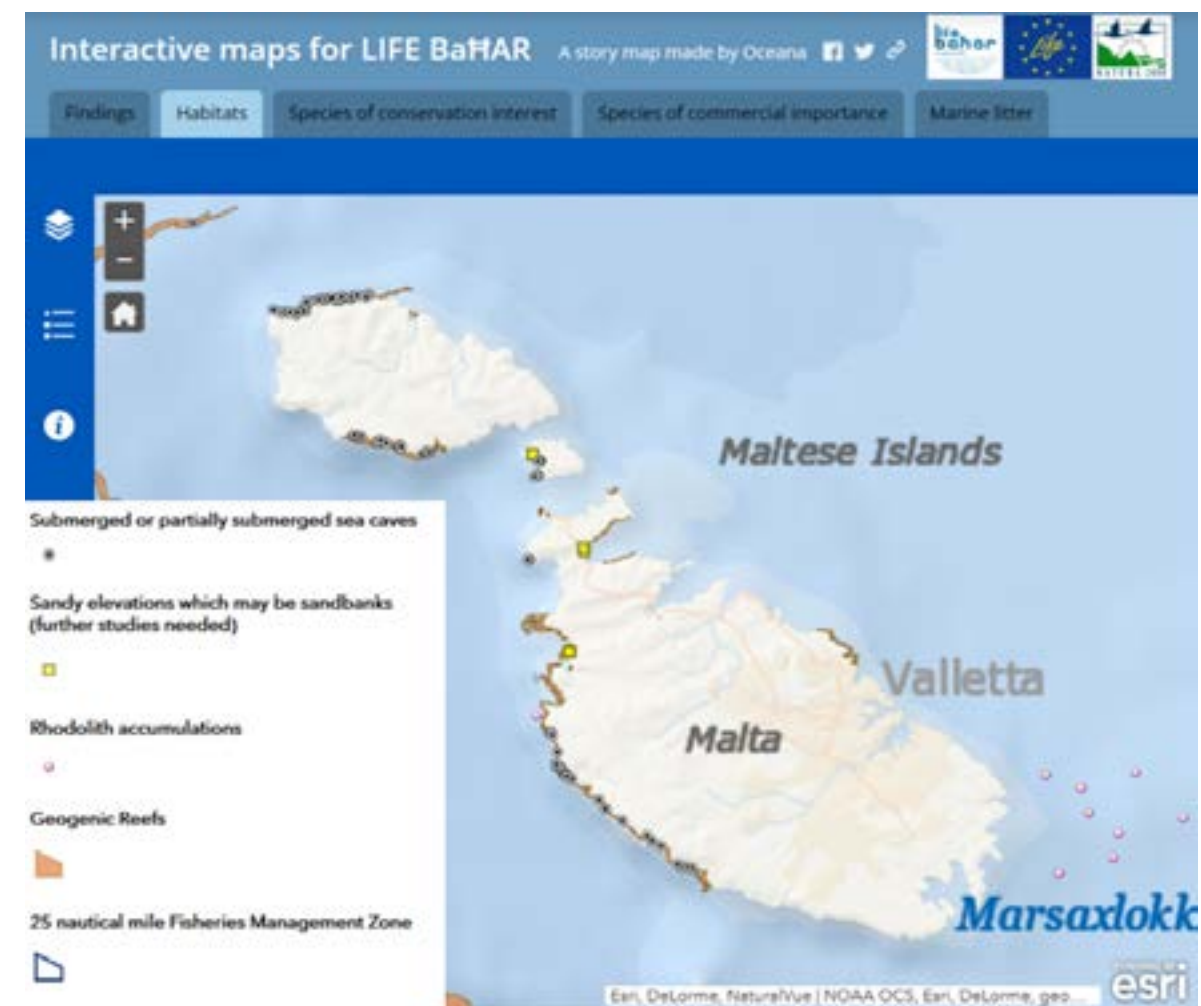 Interactive maps for LIFE BaĦAR
A story map made by Oceana
Findings
Habitats
Species of conservation interest
Species of commercial importance
Marine litter
Maltese Islands
Valletta
Malta
Marsaxlokk
Submerged or partially submerged sea caves
Sandy elevations which may be sandbanks
(further studies needed)
Rhodolith accumulations
Geogenic Reefs
25 nautical mile Fisheries Management Zone
Esri, DeLorme, NaturalVue | NOAA OCS, Esri, DeLorme, geo...
esri